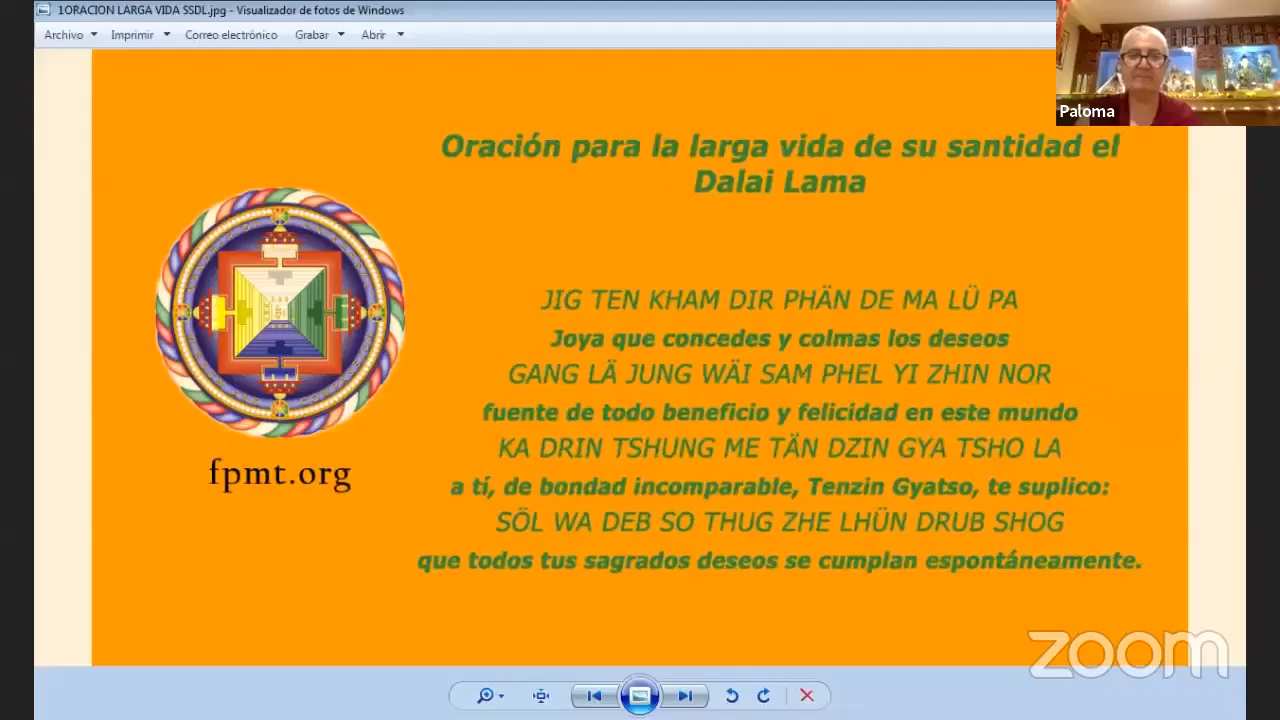 1ORACION LARGA VIDA SSDL.jpg - Visualizador de fotos de Windows
Archivo Imprimir Correo electrónico Grabar Abrir
Paloma
Oración para la larga vida de su santidad el
Dalai Lama
JIG TEN KHAM DIR PHÄN DE MA LÜ PA
Joya que concedes y colmas los deseos
GANG LÄ JUNG WÄI SAM PHEL YI ZHIN NOR
fuente de todo beneficio y felicidad en este mundo
KA DRIN TSHUNG ME TÄN DZIN GYA TSHO LA
a tí, de bondad incomparable, Tenzin Gyatso, te suplico:
SÖL WA DEB SO THUG ZHE LHÜN DRUB SHOG
que todos tus sagrados deseos se cumplan espontáneamente.
fpmt.org
zoom